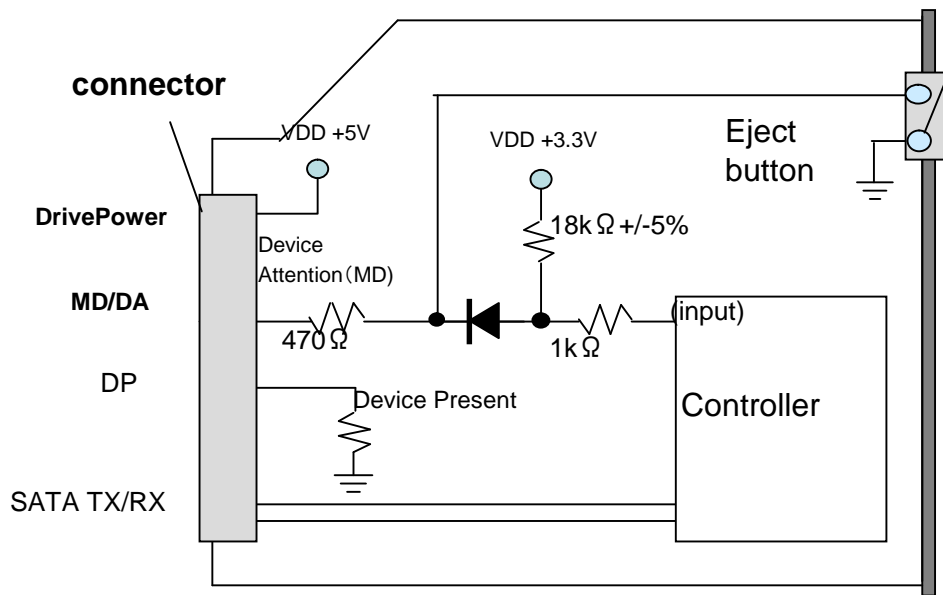 connector
VDD +5V
VDD +3.3V
Eject
button
DrivePower
18kΩ+/-5%
Device
Attention(MD)
MD/DA
(input)
470Ω
1kΩ
DP
Device Present
Controller
SATA TX/RX